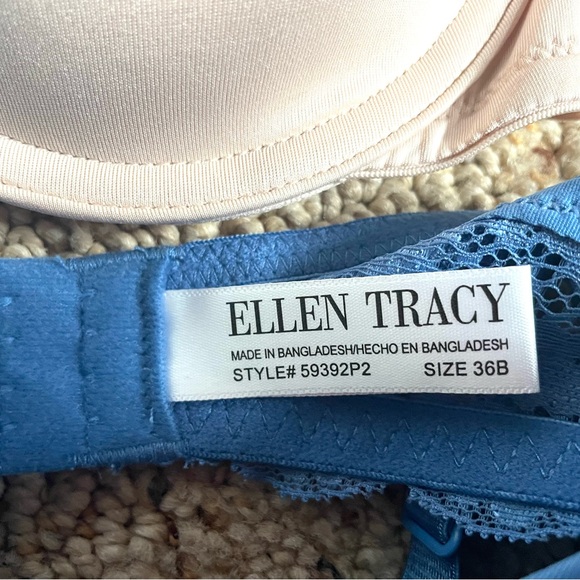 ELLEN TRACY
MADE IN BANGLADESH/HECHO EN BANGLADESH
STYLE# 59392P2 SIZE 36B